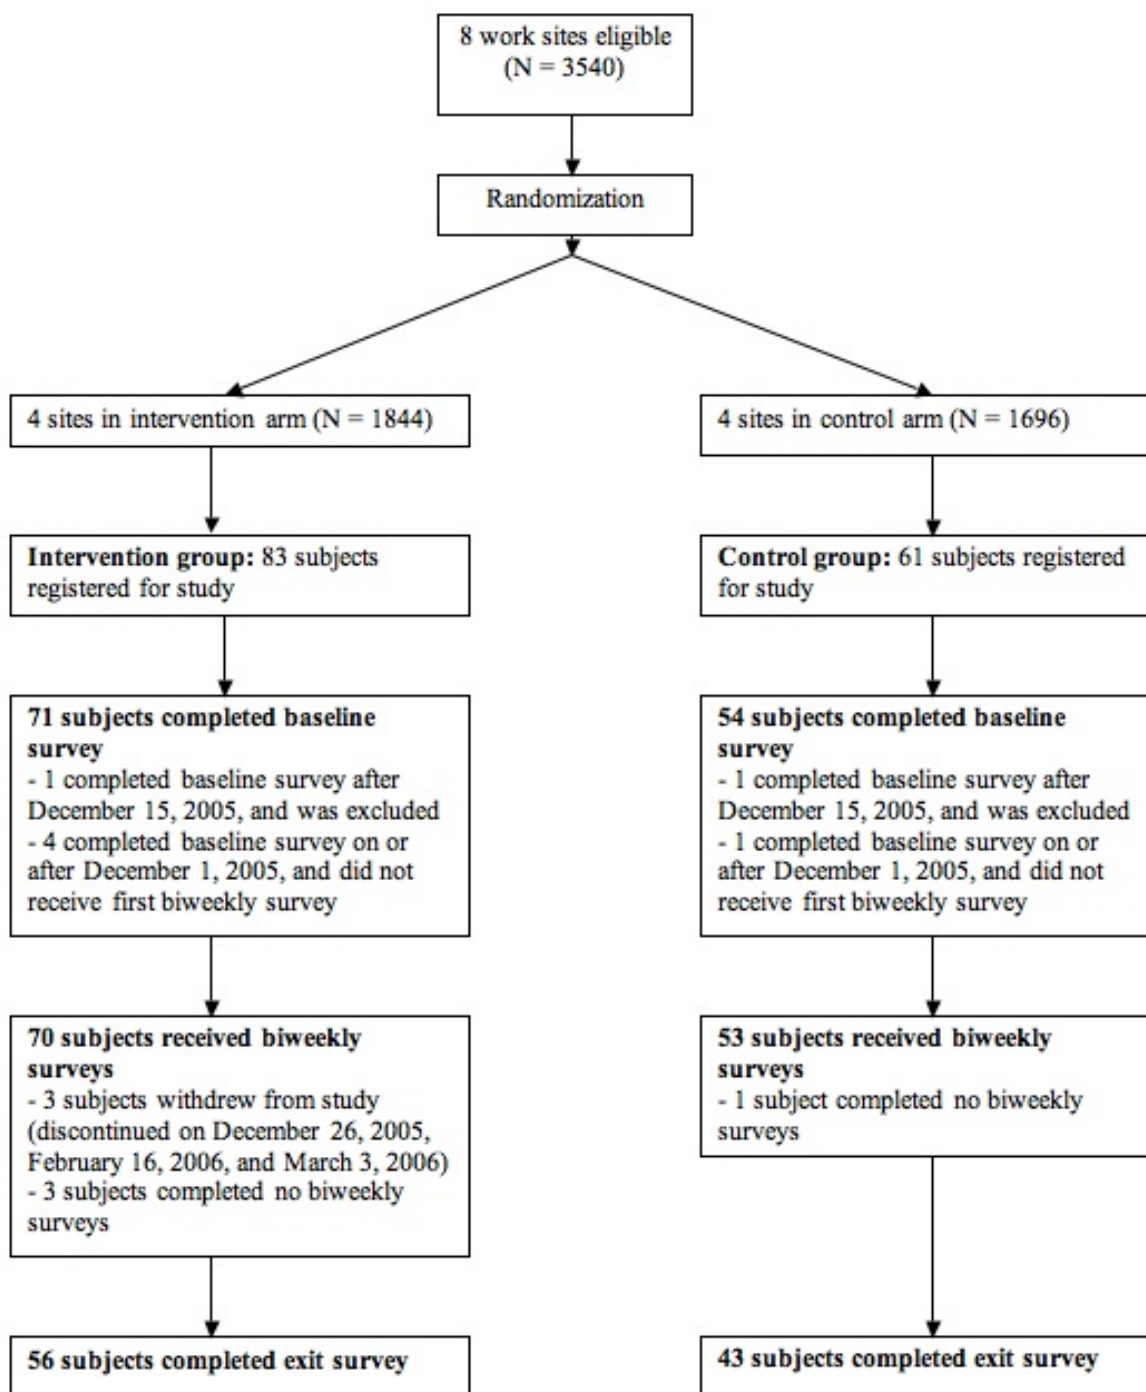 8 work sites eligible
(N = 3540)
Randomization
4 sites in intervention arm (N = 1844)
4 sites in control arm (N = 1696)
Intervention group: 83 subjects
registered for study
Control group: 61 subjects registered
for study
71 subjects completed baseline
survey
- 1 completed baseline survey after
December 15, 2005, and was excluded
- 4 completed baseline survey on or
after December 1, 2005, and did not
receive first biweekly survey
54 subjects completed baseline
survey
- 1 completed baseline survey after
December 15, 2005, and was excluded
- 1 completed baseline survey on or
after December 1, 2005, and did not
receive first biweekly survey
70 subjects received biweekly
surveys
- 3 subjects withdrew from study
(discontinued on December 26, 2005,
February 16, 2006, and March 3, 2006)
- 3 subjects completed no biweekly
surveys
53 subjects received biweekly
surveys
- 1 subject completed no biweekly
surveys
56 subjects completed exit survey
43 subjects completed exit survey